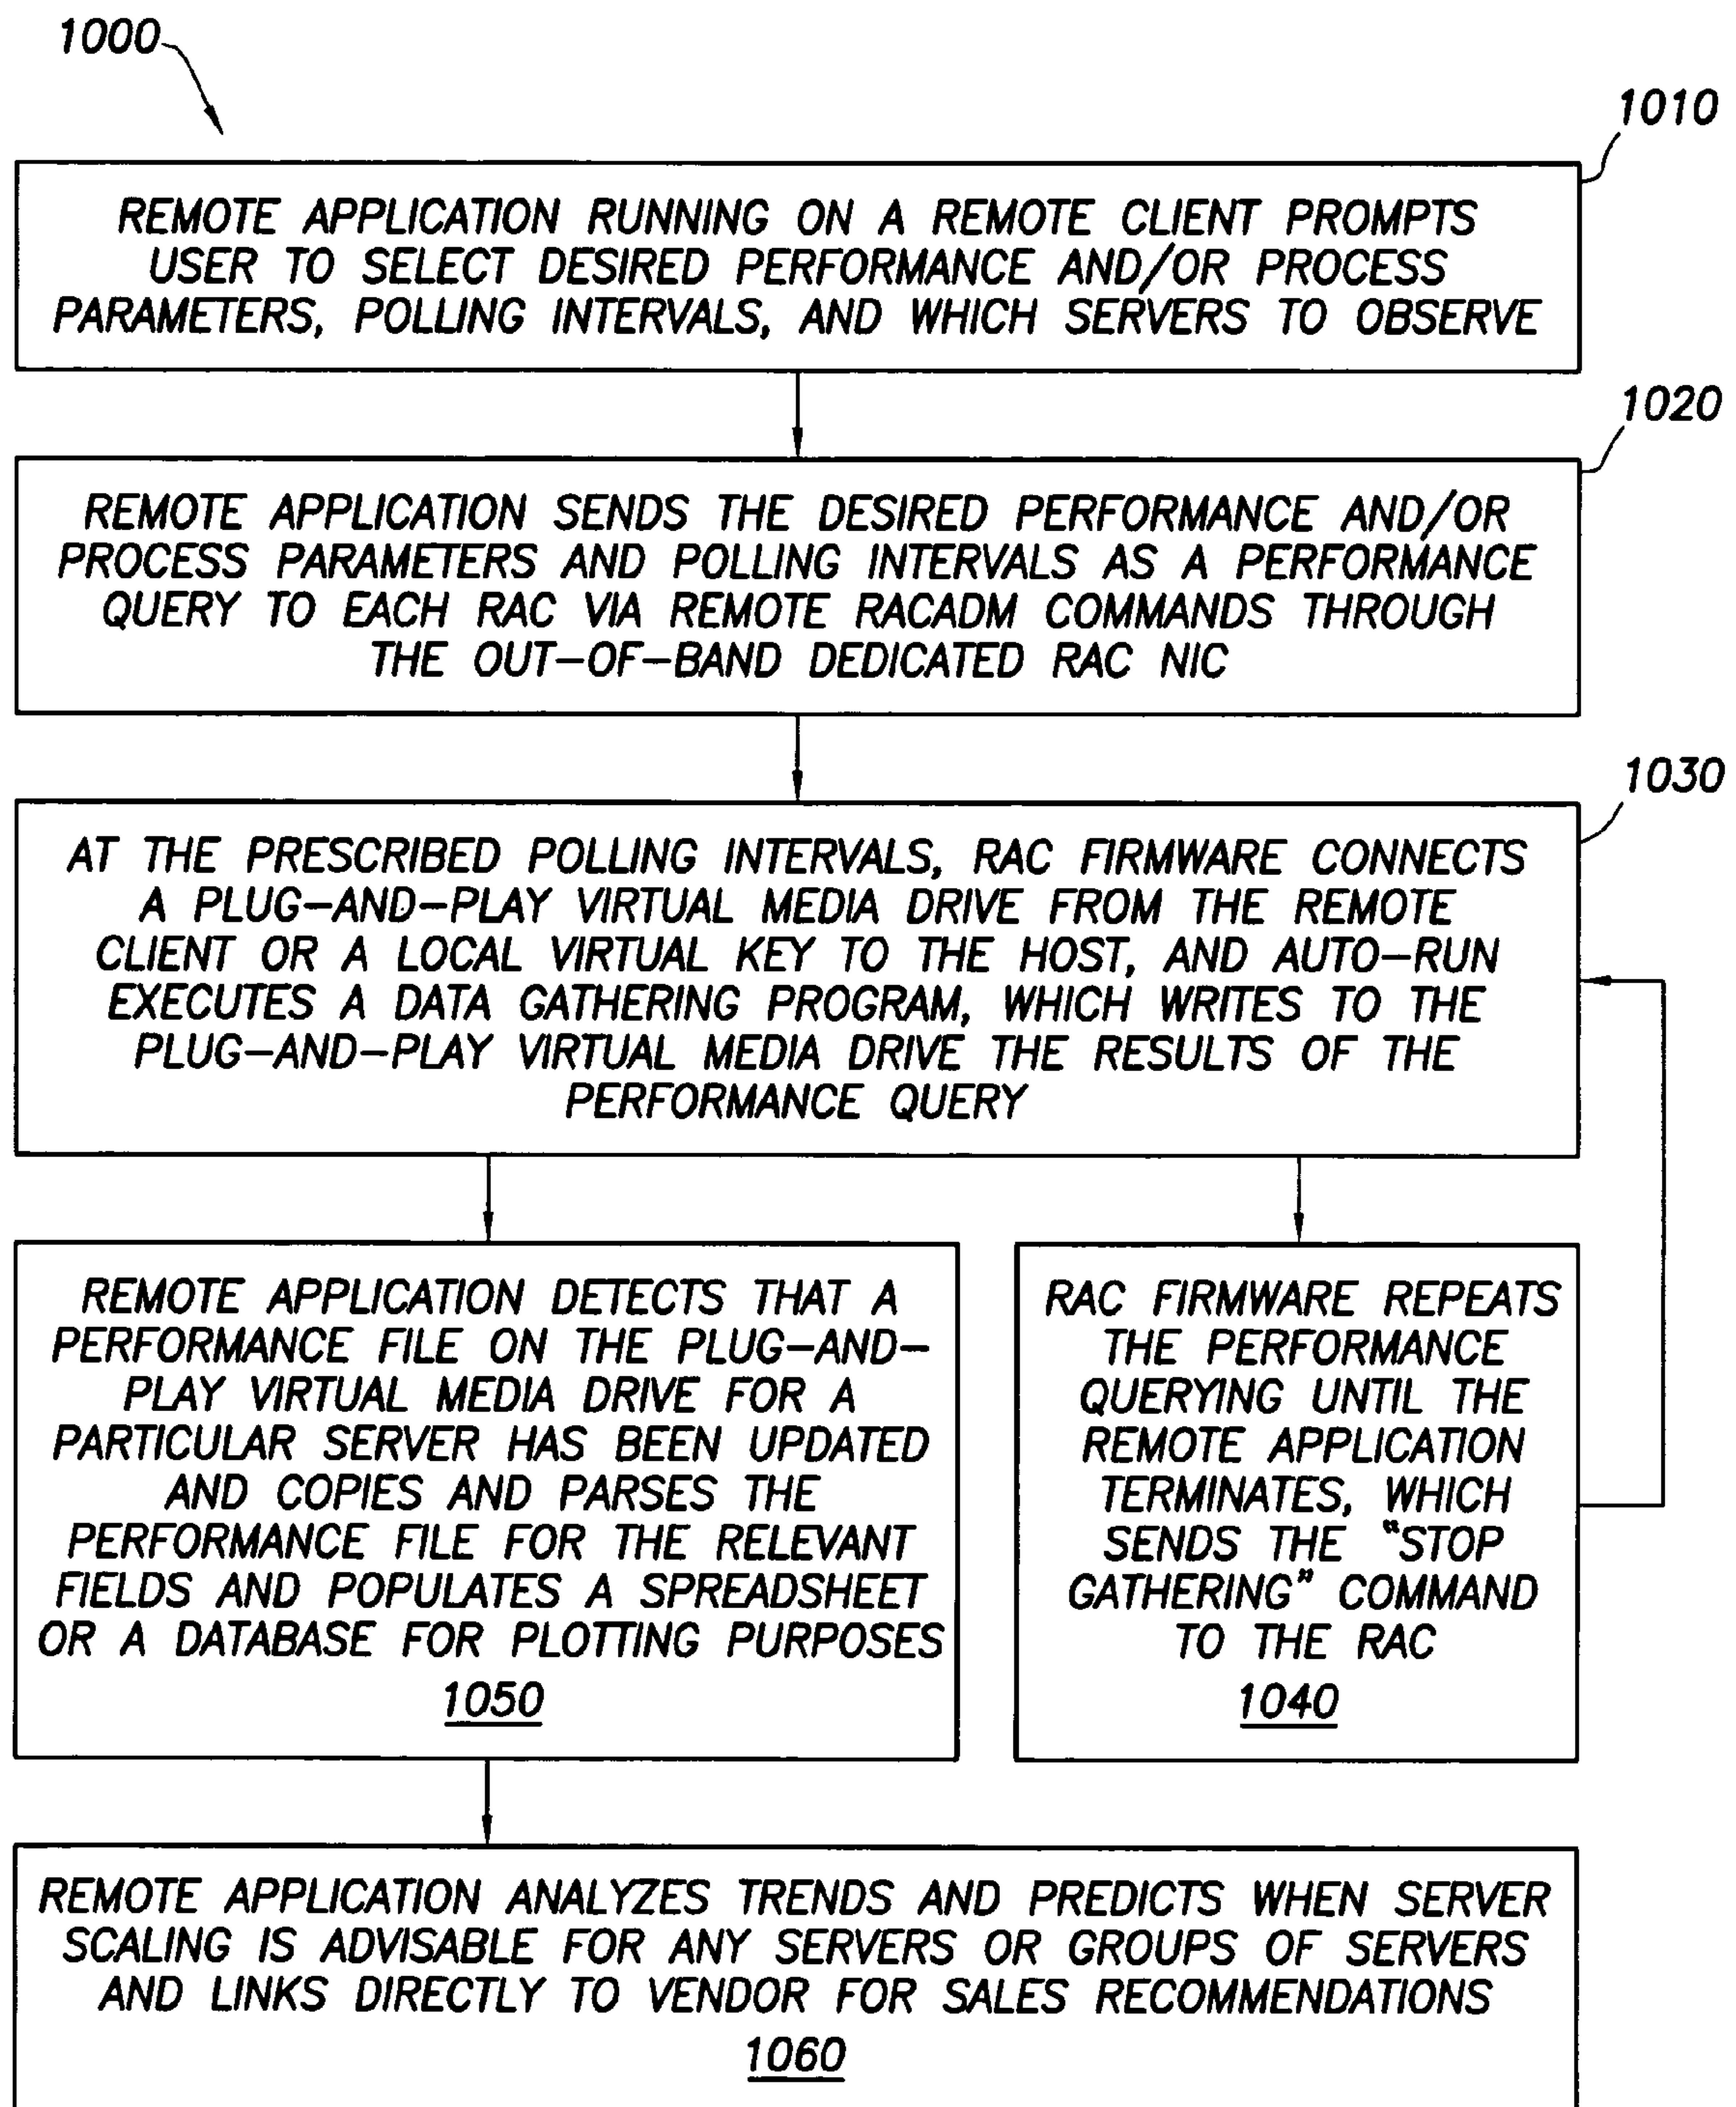 1000
1010
REMOTE APPLICATION RUNNING ON A REMOTE CLIENT PROMPTS
USER TO SELECT DESIRED PERFORMANCE AND/OR PROCESS
PARAMETERS, POLLING INTERVALS, AND WHICH SERVERS TO OBSERVE
1020
REMOTE APPLICATION SENDS THE DESIRED PERFORMANCE AND/OR
PROCESS PARAMETERS AND POLLING INTERVALS AS A PERFORMANCE
QUERY TO EACH RAC VIA REMOTE RACADM COMMANDS THROUGH
THE OUT-OF-BAND DEDICATED RAC NIC
1030
AT THE PRESCRIBED POLLING INTERVALS, RAC FIRMWARE CONNECTS
A PLUG-AND-PLAY VIRTUAL MEDIA DRIVE FROM THE REMOTE
CLIENT OR A LOCAL VIRTUAL KEY TO THE HOST, AND AUTO-RUN
EXECUTES A DATA GATHERING PROGRAM, WHICH WRITES TO THE
PLUG-AND-PLAY VIRTUAL MEDIA DRIVE THE RESULTS OF THE
PERFORMANCE QUERY
REMOTE APPLICATION DETECTS THAT A
PERFORMANCE FILE ON THE PLUG-AND-
PLAY VIRTUAL MEDIA DRIVE FOR A
PARTICULAR SERVER HAS BEEN UPDATED
AND COPIES AND PARSES THE
PERFORMANCE FILE FOR THE RELEVANT
FIELDS AND POPULATES A SPREADSHEET
OR A DATABASE FOR PLOTTING PURPOSES
1050
RAC FIRMWARE REPEATS
THE PERFORMANCE
QUERYING UNTIL THE
REMOTE APPLICATION
TERMINATES, WHICH
SENDS THE “STOP
GATHERING” COMMAND
TO THE RAC
1040
REMOTE APPLICATION ANALYZES TRENDS AND PREDICTS WHEN SERVER
SCALING IS ADVISABLE FOR ANY SERVERS OR GROUPS OF SERVERS
AND LINKS DIRECTLY TO VENDOR FOR SALES RECOMMENDATIONS
1060